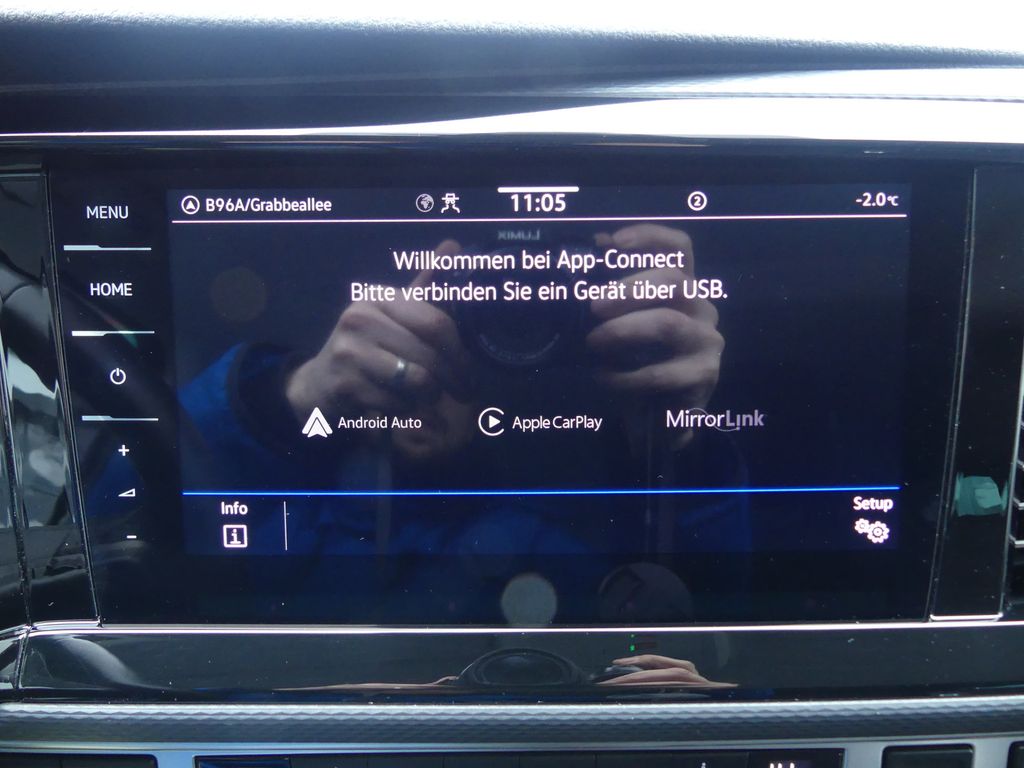 MENU
HOME
B96A/Grabbeallee
11:05
2
-2.0°C
LUMIX
Willkommen bei App-Connect
Bitte verbinden Sie ein Gerät über USB.
Android Auto
Apple CarPlay
MirrorLink
Info
i
Setup
+
-